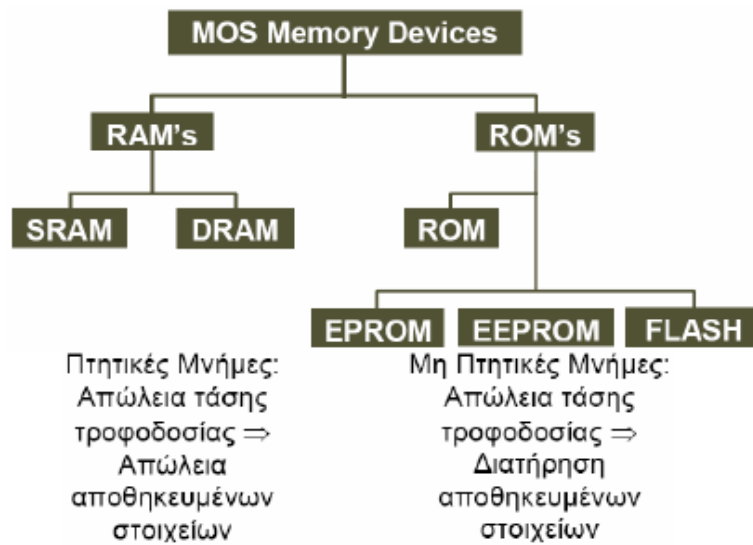 MOS Memory Devices
RAM's
ROM's
SRAM
DRAM
ROM
EPROM
EEPROM
FLASH
Πτητικές Μνήμες:
Απώλεια τάσης
τροφοδοσίας ⇒
Απώλεια
αποθηκευμένων
στοιχείων
Μη Πτητικές Μνήμες:
Απώλεια τάσης
τροφοδοσίας ⇒
Διατήρηση
αποθηκευμένων
στοιχείων